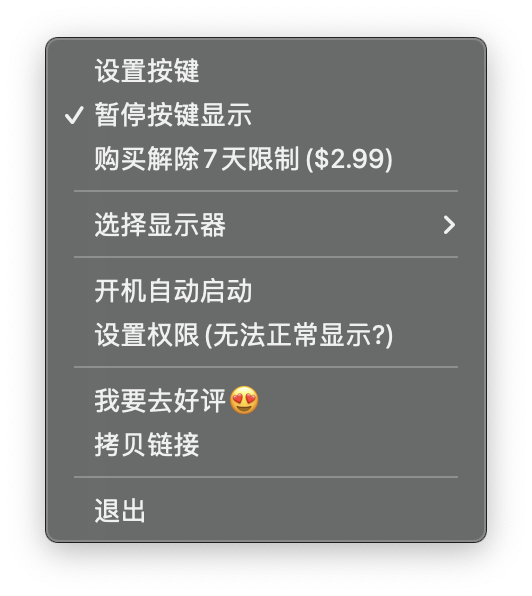 设置按键
✓ 暂停按键显示
购买解除7天限制($2.99)
选择显示器
开机自动启动
设置权限(无法正常显示?)
我要去好评😍
拷贝链接
退出